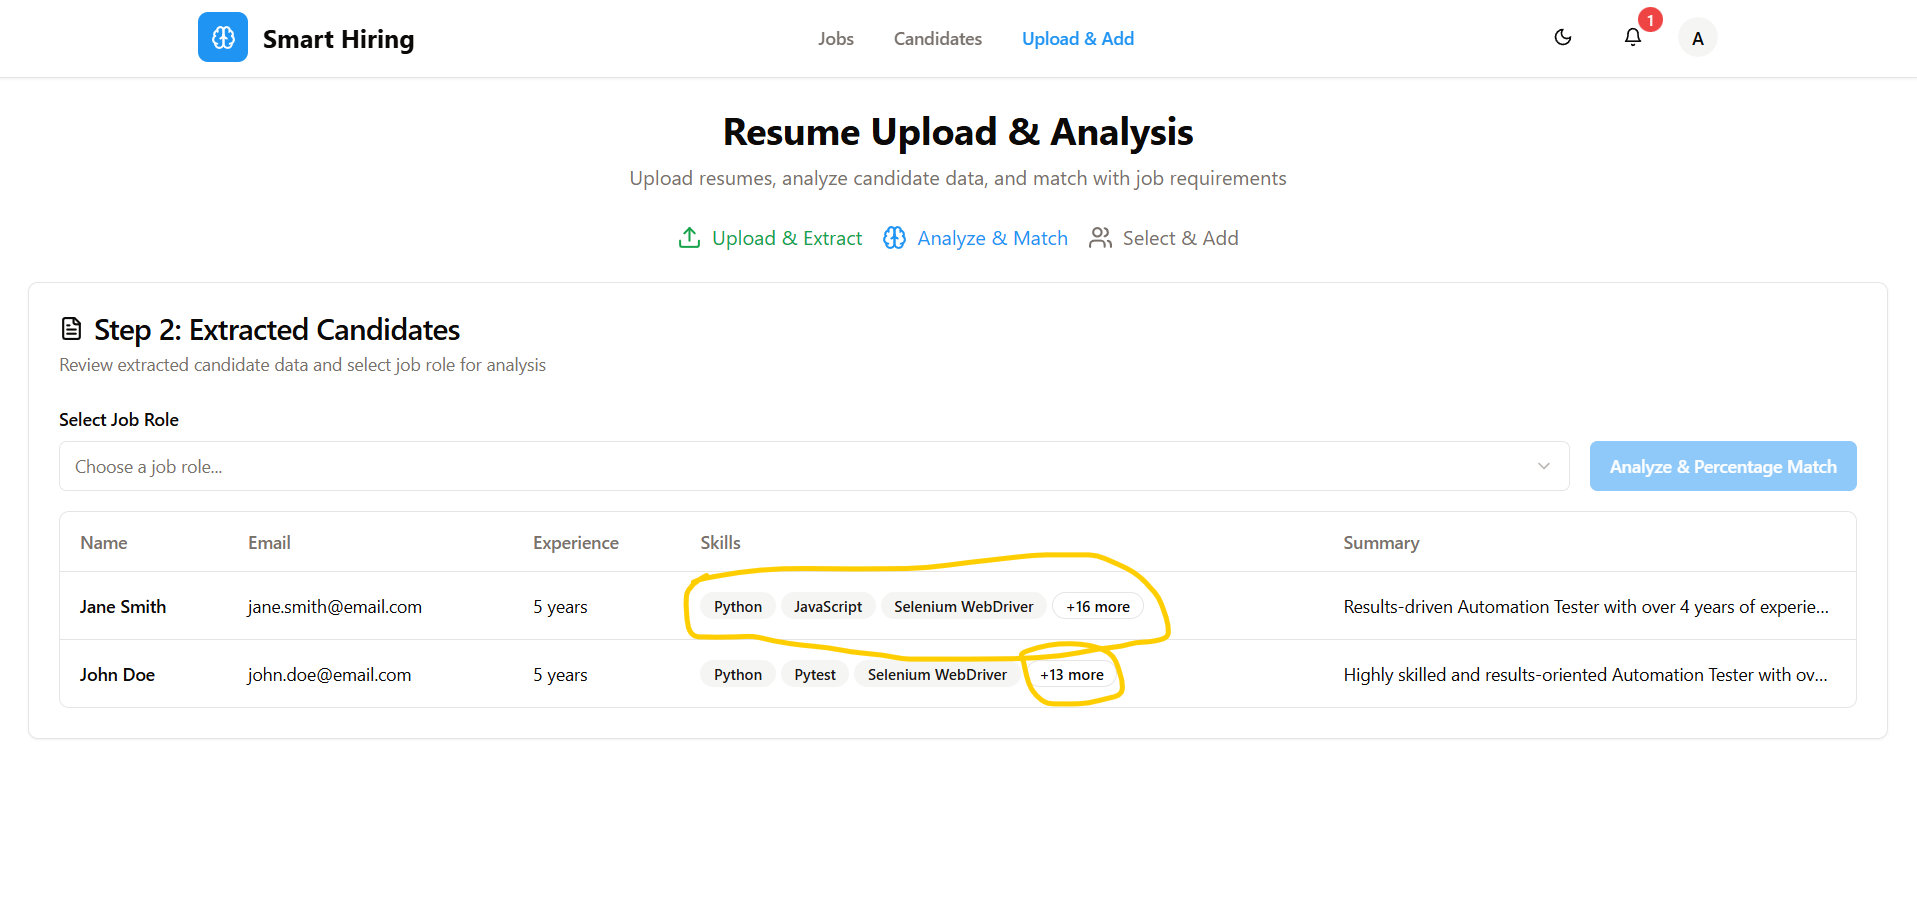 Smart Hiring Jobs Candidates Upload & Add 1 A
Resume Upload & Analysis
Upload resumes, analyze candidate data, and match with job requirements
Upload & Extract Analyze & Match Select & Add
Step 2: Extracted Candidates
Review extracted candidate data and select job role for analysis
Select Job Role
Choose a job role... Analyze & Percentage Match
Name Email Experience Skills Summary
Jane Smith jane.smith@email.com 5 years Python JavaScript Selenium WebDriver +16 more Results-driven Automation Tester with over 4 years of experie...
John Doe john.doe@email.com 5 years Python Pytest Selenium WebDriver +13 more Highly skilled and results-oriented Automation Tester with ov...